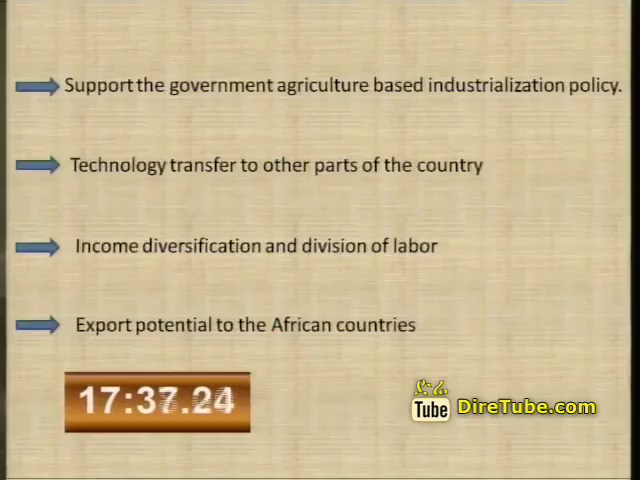 Support the government agriculture based industrialization policy.
Technology transfer to other parts of the country
Income diversification and division of labor
Export potential to the African countries
17:37.24
ድሬ
Tube DireTube.com